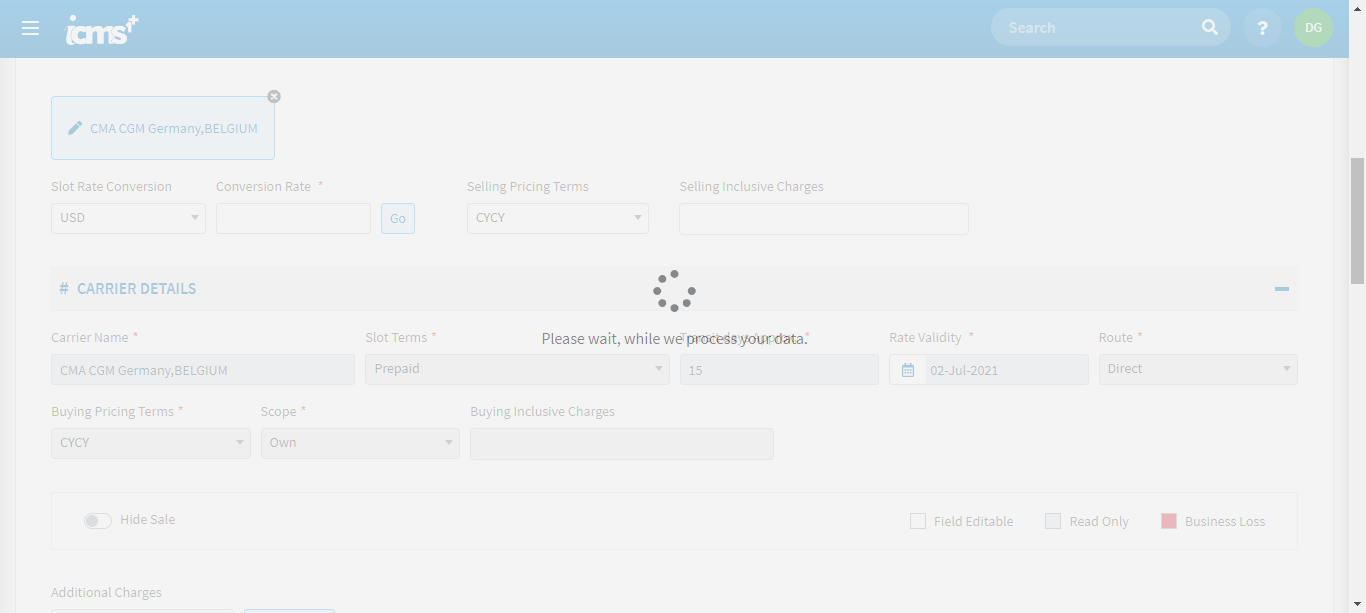 icms+
Search
?
DG
CMA CGM Germany,BELGIUM
Slot Rate Conversion Conversion Rate * Selling Pricing Terms Selling Inclusive Charges
USD Go CYCY
# CARRIER DETAILS
Carrier Name * Slot Terms * * Rate Validity * Route *
Please wait, while we process your data.
CMA CGM Germany,BELGIUM Prepaid 15 02-Jul-2021 Direct
Buying Pricing Terms * Scope * Buying Inclusive Charges
CYCY Own
Hide Sale Field Editable Read Only Business Loss
Additional Charges